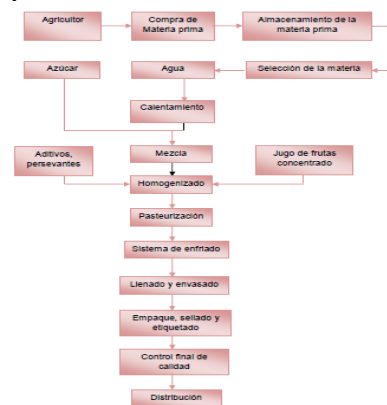 Agricultor
Compra de
Materia prima
Almacenamiento de la
materia prima
Azúcar
Agua
Selección de la materia
Calentamiento
Mezcla
Aditivos,
persevantes
Jugo de frutas
concentrado
Homogenizado
Pasteurización
Sistema de enfriado
Llenado y envasado
Empaque, sellado y
etiquetado
Control final de
calidad
Distribución